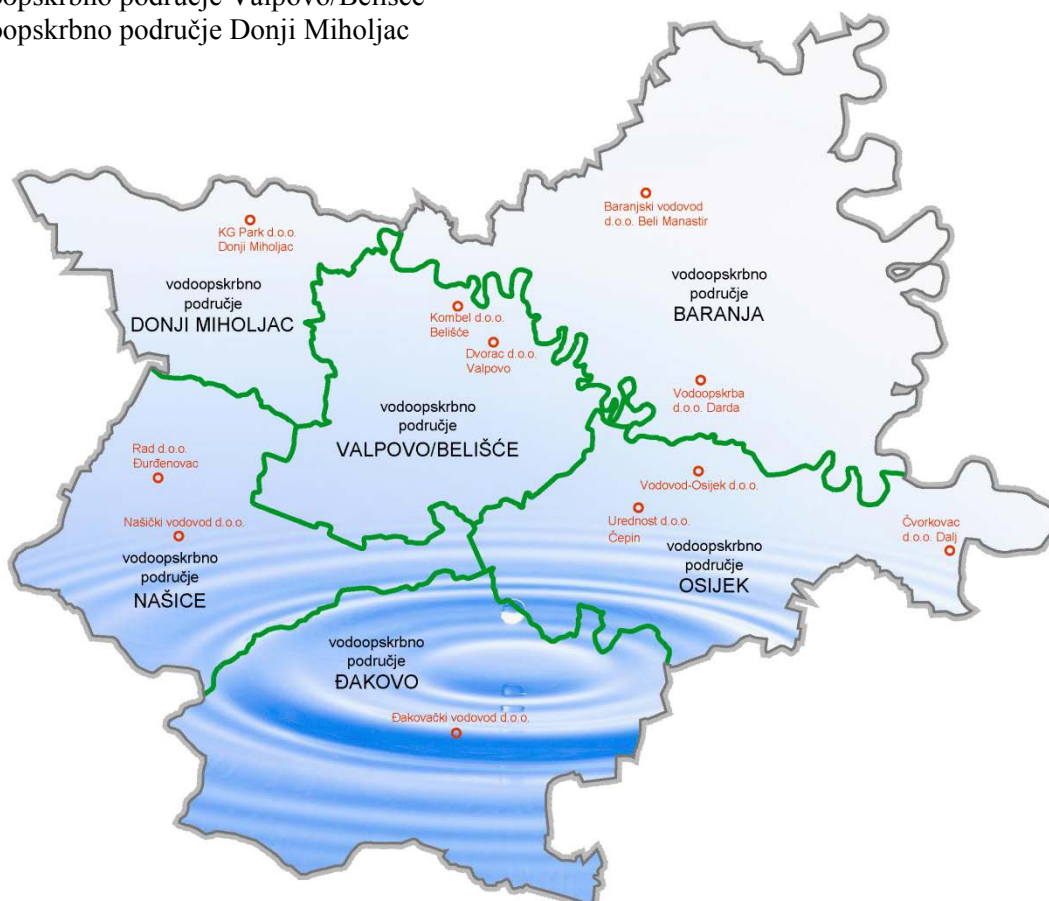 opskrbno područje Valpovo/Belišće
opskrbno područje Donji Miholjac
Baranjski vodovod
d.o.o. Beli Manastir
KG Park d.o.o.
Donji Miholjac
vodoopskrbno
područje
DONJI MIHOLJAC
vodoopskrbno
područje
BARANJA
Kombel d.o.o.
Belišće
Dvorac d.o.o.
Valpovo
Vodoopskrba
d.o.o. Darda
vodoopskrbno
područje
VALPOVO/BELIŠĆE
Rad d.o.o.
Đurđenovac
Vodovod-Osijek d.o.o.
Našički vodovod d.o.o.
Urednost d.o.o.
Čepin
Čvorkovac
d.o.o. Dalj
vodoopskrbno
područje
NAŠICE
vodoopskrbno
područje
OSIJEK
vodoopskrbno
područje
ĐAKOVO
Đakovački vodovod d.o.o.